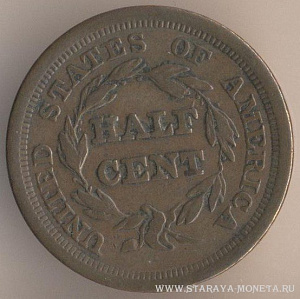 UNITED STATES OF AMERICA
HALF
CENT
WWW.STARAYA-MONETA.RU